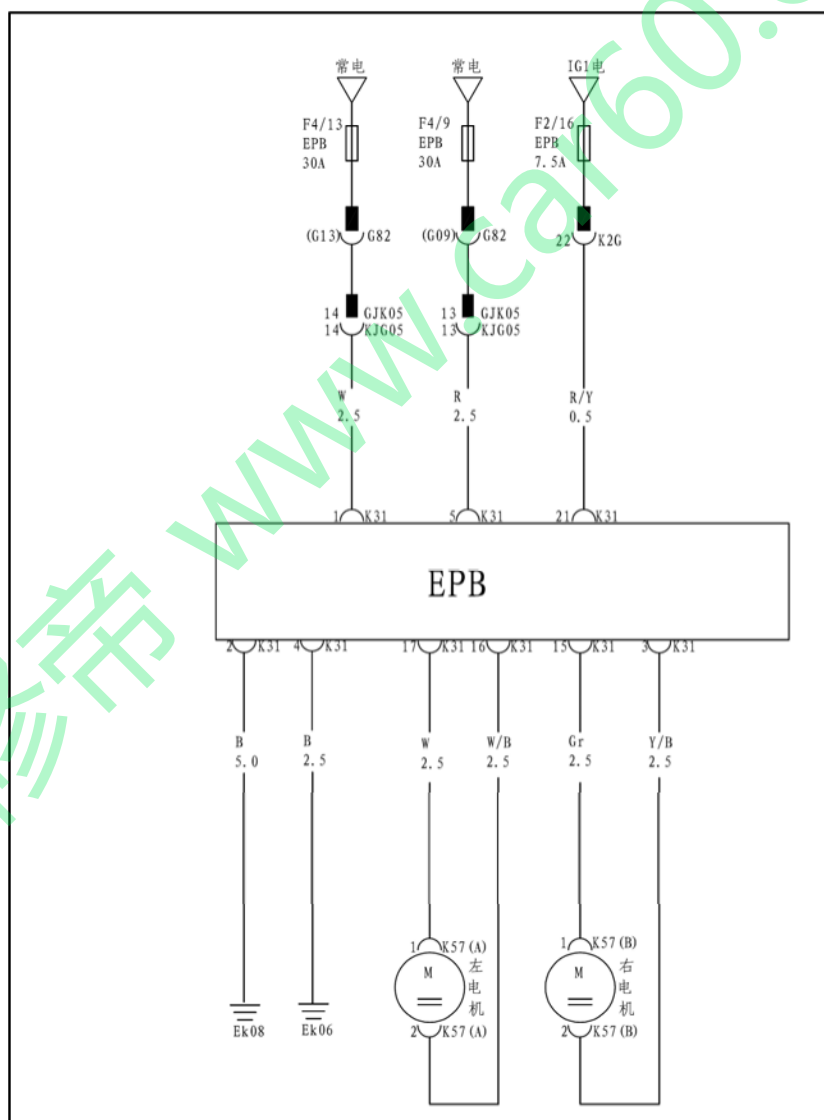 常电 常电 IG1电
F4/13 F4/9 F2/16
EPB EPB EPB
30A 30A 7.5A
(G13) G82 (G09) G82 22 K2G
14 GJK05 13 GJK05
14 KJG05 13 KJG05
W R R/Y
2.5 2.5 0.5
1 K31 5 K31 21 K31
EPB
2 K31 4 K31 17 K31 16 K31 15 K31 3 K31
B B W W/B Gr Y/B
5.0 2.5 2.5 2.5 2.5 2.5
1 K57(A) 1 K57(B)
M 左电机 M 右电机
2 K57(A) 2 K57(B)
Ek08 Ek06
修帝 www.car60.